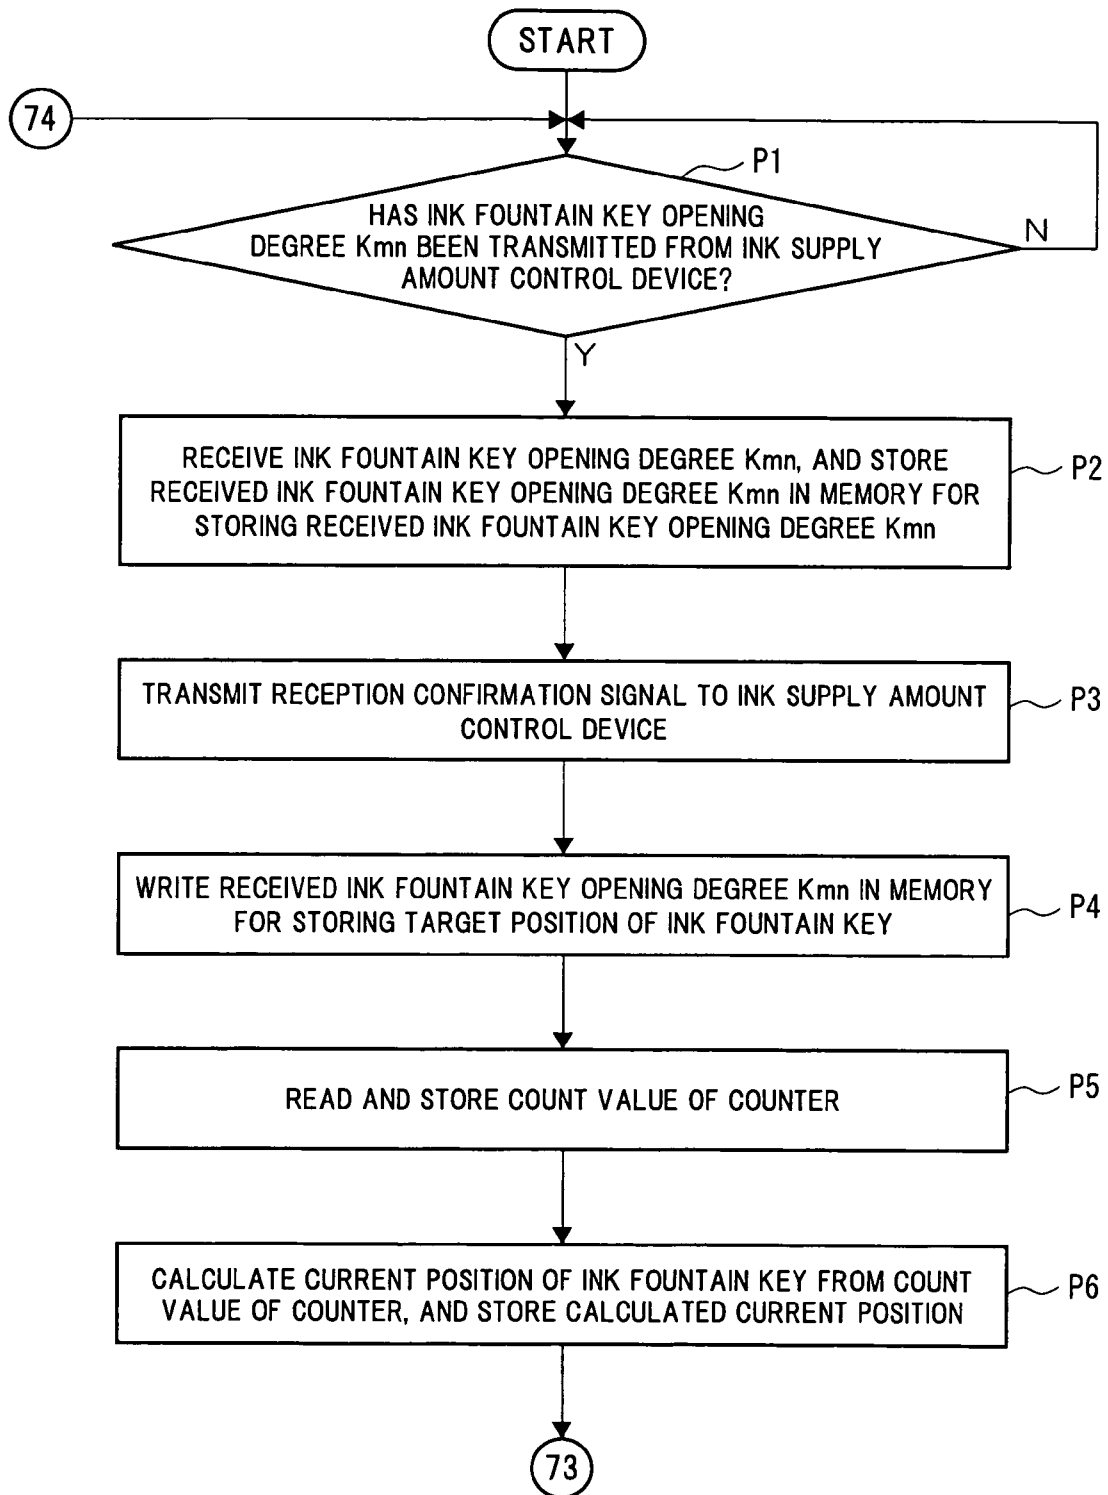 START
74
P1
HAS INK FOUNTAIN KEY OPENING
DEGREE Kmn BEEN TRANSMITTED FROM INK SUPPLY
AMOUNT CONTROL DEVICE?
N
Y
RECEIVE INK FOUNTAIN KEY OPENING DEGREE Kmn, AND STORE
RECEIVED INK FOUNTAIN KEY OPENING DEGREE Kmn IN MEMORY FOR
STORING RECEIVED INK FOUNTAIN KEY OPENING DEGREE Kmn
P2
TRANSMIT RECEPTION CONFIRMATION SIGNAL TO INK SUPPLY AMOUNT
CONTROL DEVICE
P3
WRITE RECEIVED INK FOUNTAIN KEY OPENING DEGREE Kmn IN MEMORY
FOR STORING TARGET POSITION OF INK FOUNTAIN KEY
P4
READ AND STORE COUNT VALUE OF COUNTER
P5
CALCULATE CURRENT POSITION OF INK FOUNTAIN KEY FROM COUNT
VALUE OF COUNTER, AND STORE CALCULATED CURRENT POSITION
P6
73